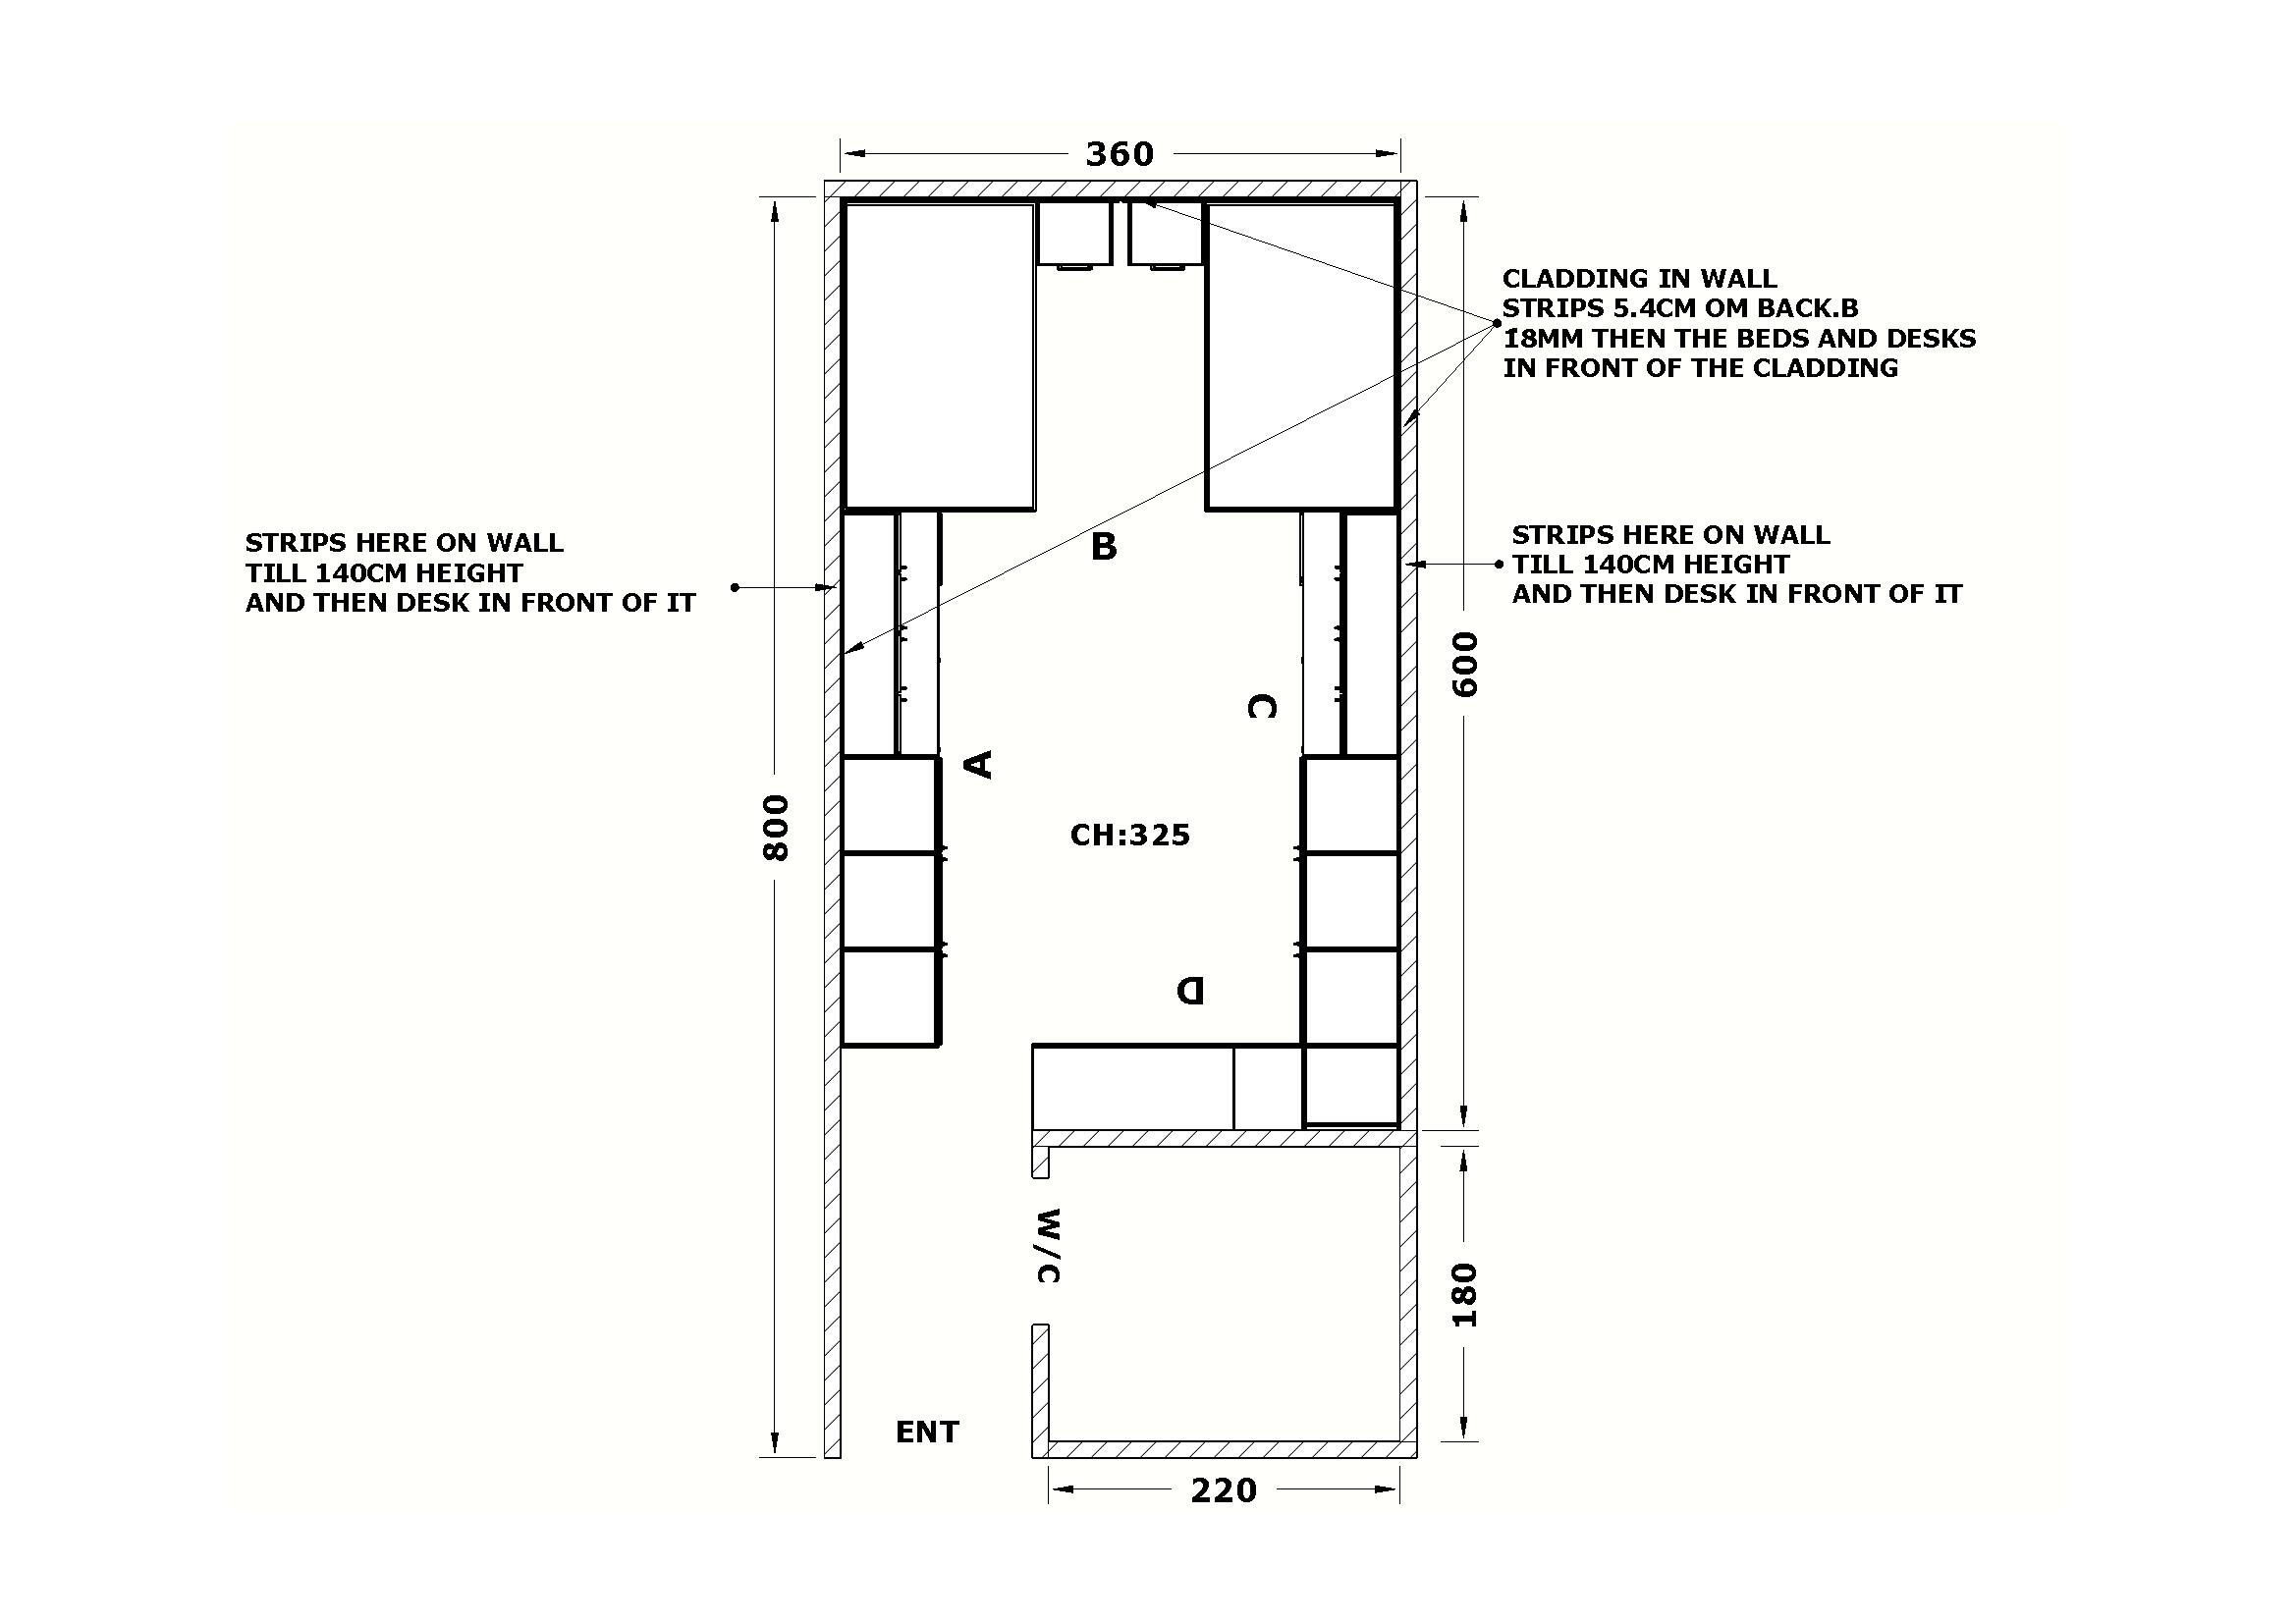 360
CLADDING IN WALL
STRIPS 5.4CM OM BACK.B
18MM THEN THE BEDS AND DESKS
IN FRONT OF THE CLADDING
STRIPS HERE ON WALL
TILL 140CM HEIGHT
AND THEN DESK IN FRONT OF IT
B
STRIPS HERE ON WALL
TILL 140CM HEIGHT
AND THEN DESK IN FRONT OF IT
600
C
A
800
CH:325
D
W/C
180
ENT
220